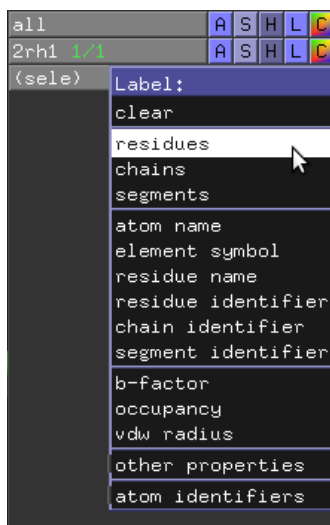 all A S H L C
2rh1 1/1 A S H L C
(sele) Label:
clear
residues
chains
segments
atom name
element symbol
residue name
residue identifier
chain identifier
segment identifier
b-factor
occupancy
vdw radius
other properties
atom identifiers